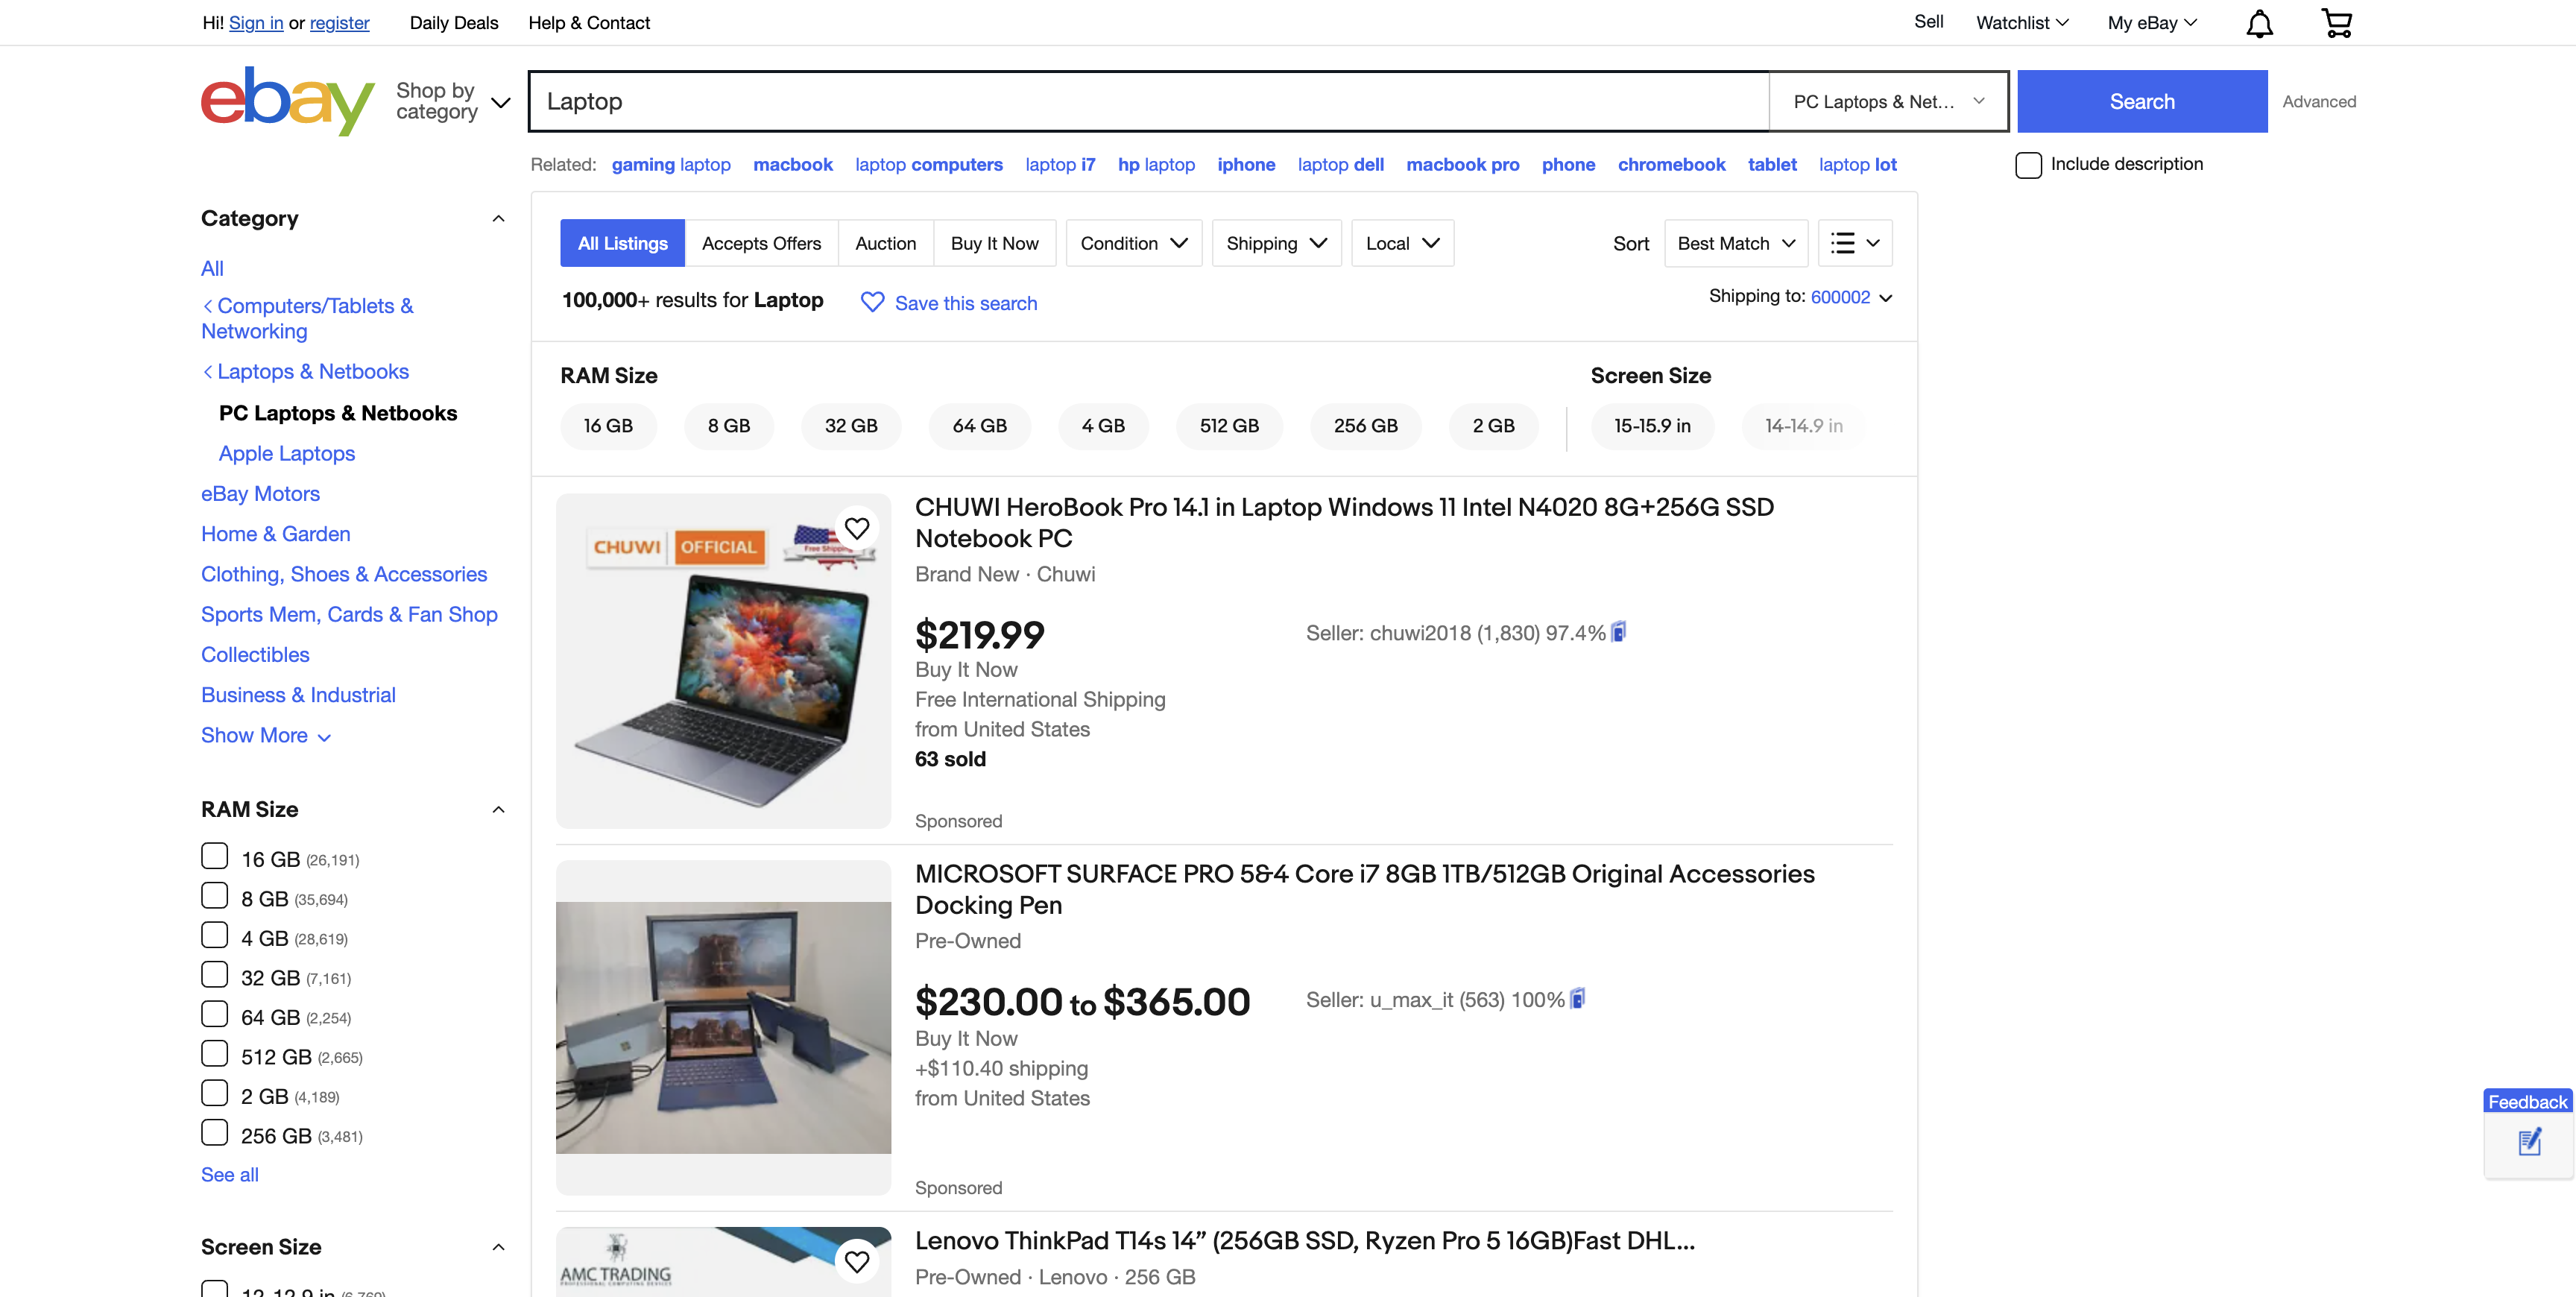 Hi! Sign in or register
Daily Deals
Help & Contact
Sell
Watchlist
My eBay
ebay
Shop by
category
Laptop
PC Laptops & Net...
Search
Advanced
Related: gaming laptop macbook laptop computers laptop i7 hp laptop iphone laptop dell macbook pro phone chromebook tablet laptop lot
Include description
Category
All
Computers/Tablets &
Networking
Laptops & Netbooks
PC Laptops & Netbooks
Apple Laptops
eBay Motors
Home & Garden
Clothing, Shoes & Accessories
Sports Mem, Cards & Fan Shop
Collectibles
Business & Industrial
Show More
RAM Size
16 GB (26,191)
8 GB (35,694)
4 GB (28,619)
32 GB (7,161)
64 GB (2,254)
512 GB (2,665)
2 GB (4,189)
256 GB (3,481)
See all
Screen Size
All Listings
Accepts Offers
Auction
Buy It Now
Condition
Shipping
Local
Sort
Best Match
100,000+ results for Laptop
Save this search
Shipping to: 600002
RAM Size
16 GB
8 GB
32 GB
64 GB
4 GB
512 GB
256 GB
2 GB
Screen Size
15-15.9 in
14-14.9 in
CHUWI OFFICIAL
Free Shipping
CHUWI HeroBook Pro 14.1 in Laptop Windows 11 Intel N4020 8G+256G SSD
Notebook PC
Brand New · Chuwi
$219.99
Buy It Now
Free International Shipping
from United States
63 sold
Seller: chuwi2018 (1,830) 97.4%
Sponsored
MICROSOFT SURFACE PRO 5&4 Core i7 8GB 1TB/512GB Original Accessories
Docking Pen
Pre-Owned
$230.00 to $365.00
Buy It Now
+$110.40 shipping
from United States
Seller: u_max_it (563) 100%
Sponsored
AMC TRADING
Lenovo ThinkPad T14s 14” (256GB SSD, Ryzen Pro 5 16GB)Fast DHL...
Pre-Owned · Lenovo · 256 GB
Feedback